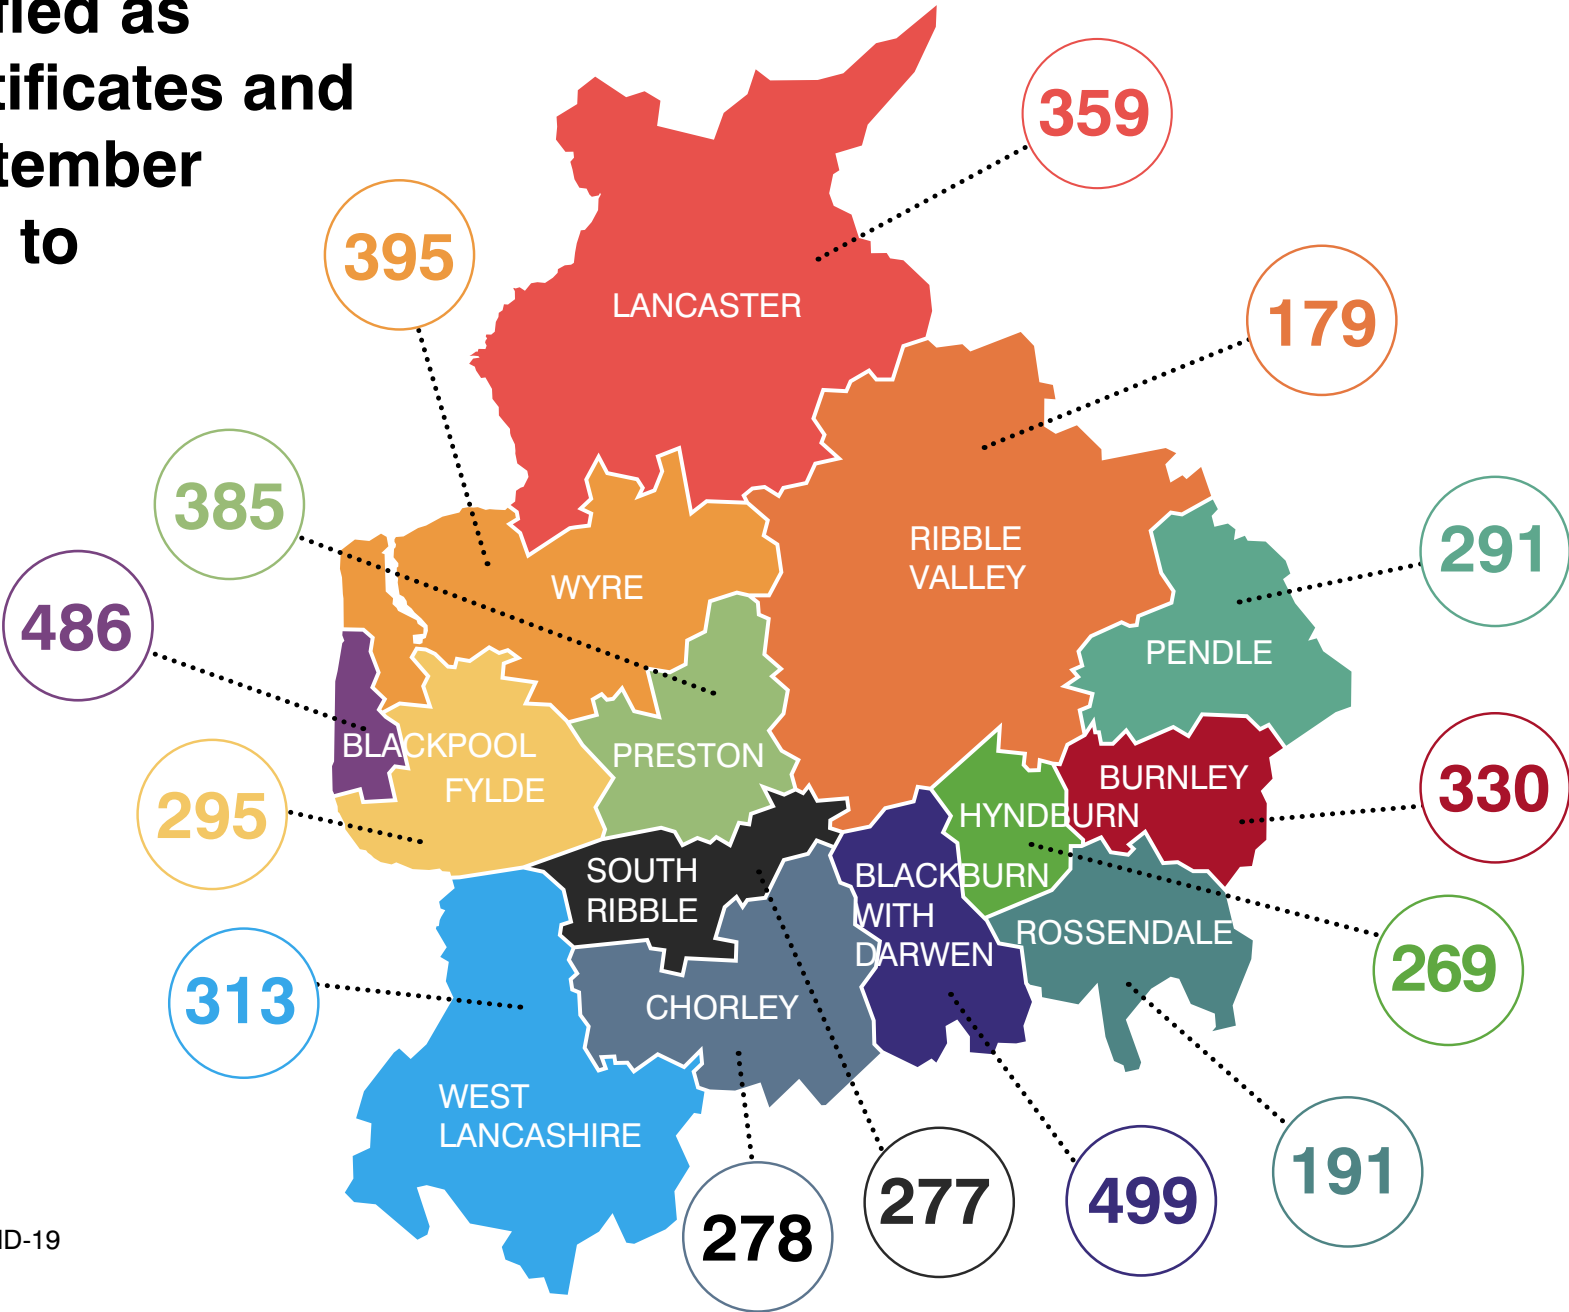 tificates and
tember
to
359
395
LANCASTER
179
385
RIBBLE
VALLEY
291
WYRE
486
PENDLE
BLACKPOOL
PRESTON
FYLDE
BURNLEY
330
295
HYNDBURN
SOUTH
RIBBLE
BLACKBURN
WITH
DARWEN
ROSSENDALE
269
313
CHORLEY
WEST
LANCASHIRE
191
277
499
278
ID-19